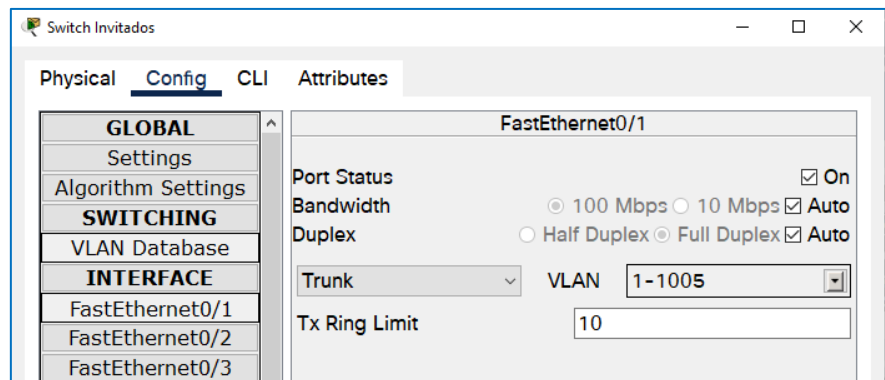 Switch Invitados
Physical Config CLI Attributes
GLOBAL
Settings
Algorithm Settings
SWITCHING
VLAN Database
INTERFACE
FastEthernet0/1
FastEthernet0/2
FastEthernet0/3
FastEthernet0/1
Port Status On
Bandwidth 100 Mbps 10 Mbps Auto
Duplex Half Duplex Full Duplex Auto
Trunk VLAN 1-1005
Tx Ring Limit 10